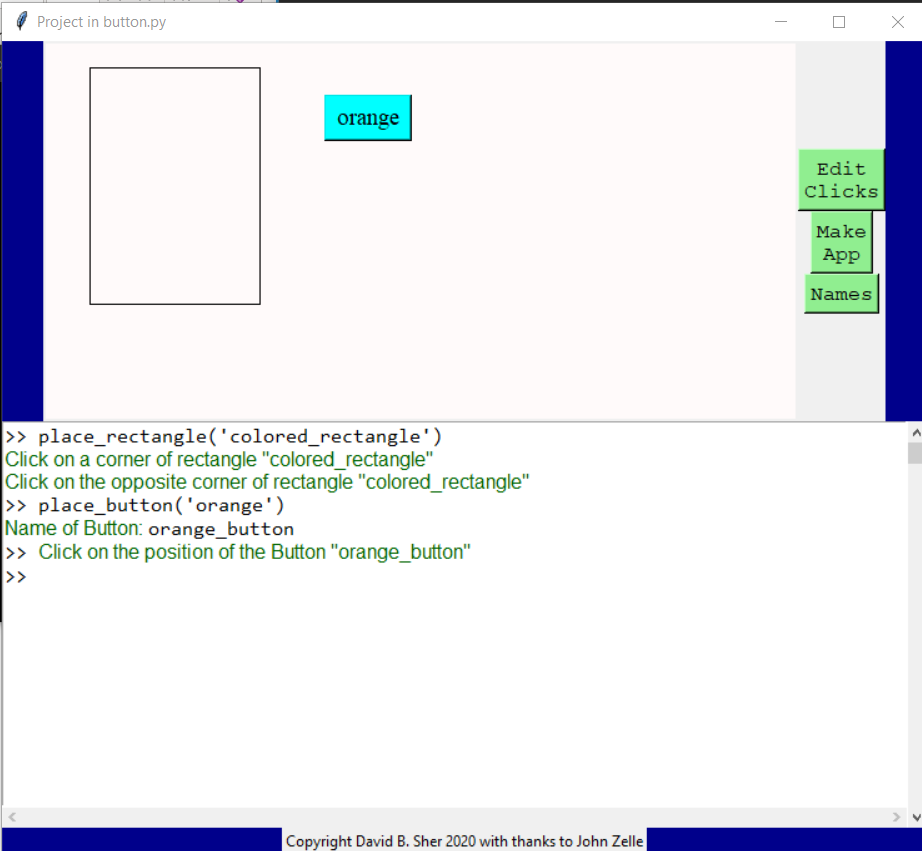 Project in button.py
orange
Edit
Clicks
Make
App
Names
>> place_rectangle('colored_rectangle')
Click on a corner of rectangle "colored_rectangle"
Click on the opposite corner of rectangle "colored_rectangle"
>> place_button('orange')
Name of Button: orange_button
>> Click on the position of the Button "orange_button"
>>
Copyright David B. Sher 2020 with thanks to John Zelle